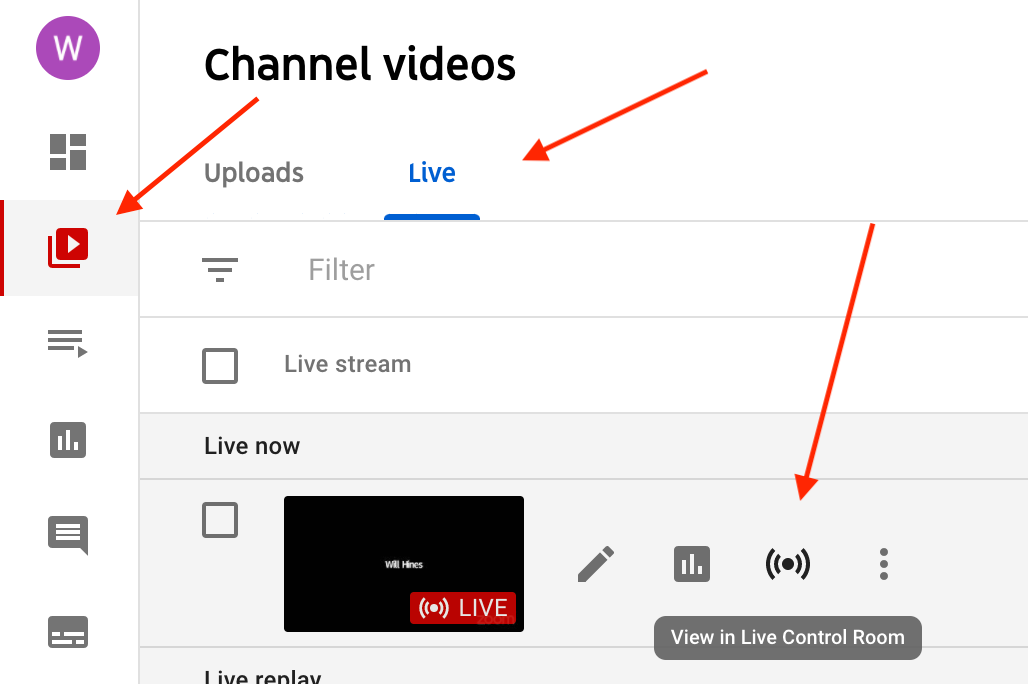 W
Channel videos
Uploads
Live
Filter
Live stream
Live now
Will Hines
LIVE
zoom
View in Live Control Room
Live replay